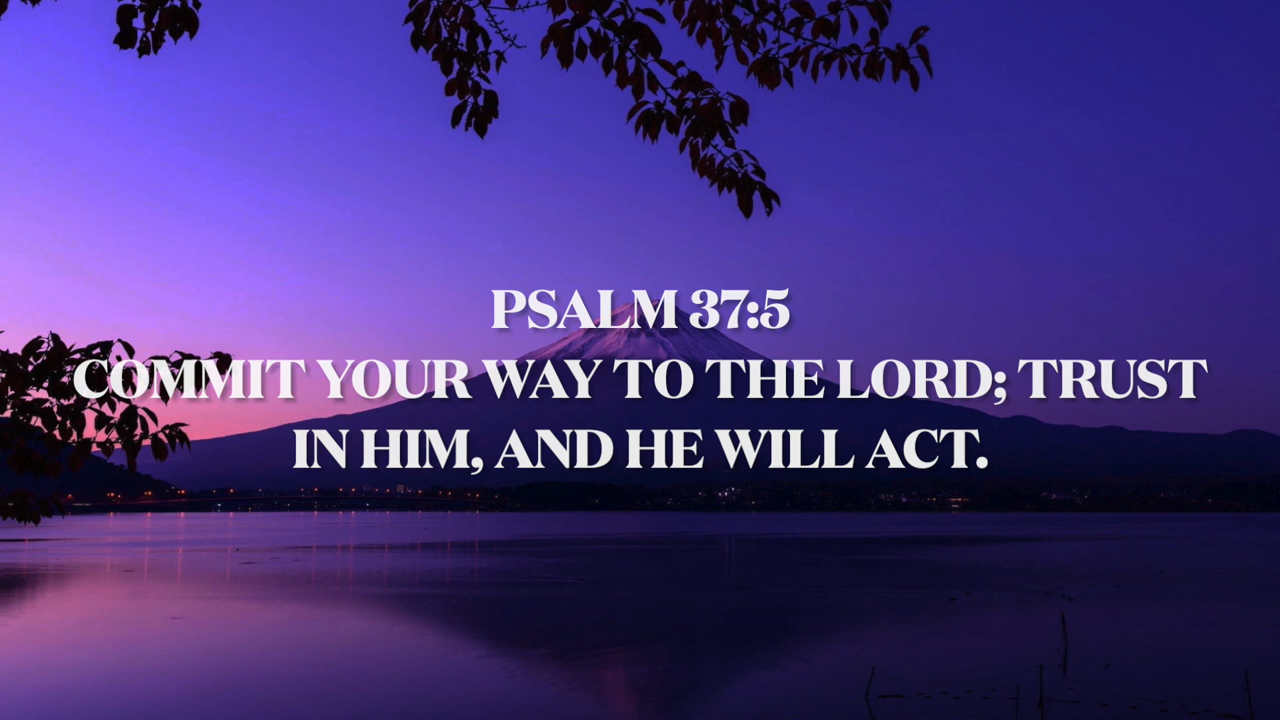 PSALM 37:5
COMMIT YOUR WAY TO THE LORD; TRUST
IN HIM, AND HE WILL ACT.